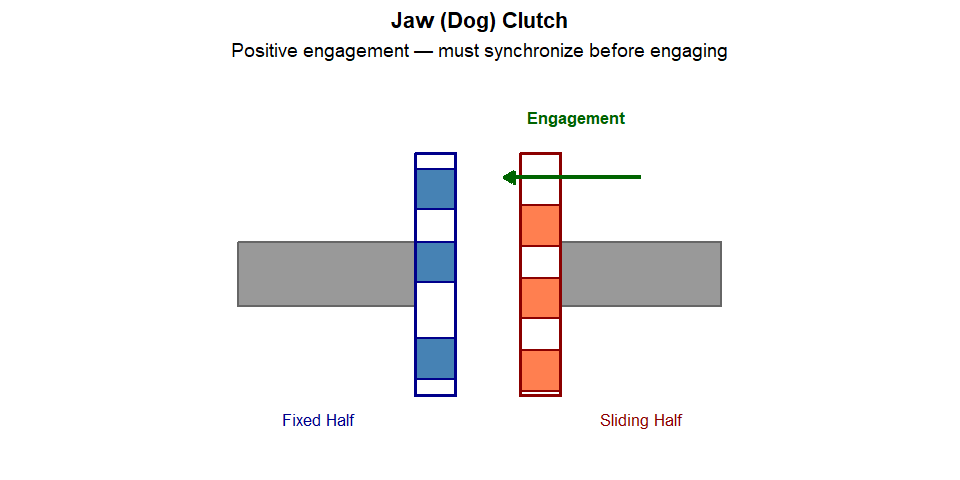 Jaw (Dog) Clutch
Positive engagement — must synchronize before engaging
Engagement
Fixed Half
Sliding Half